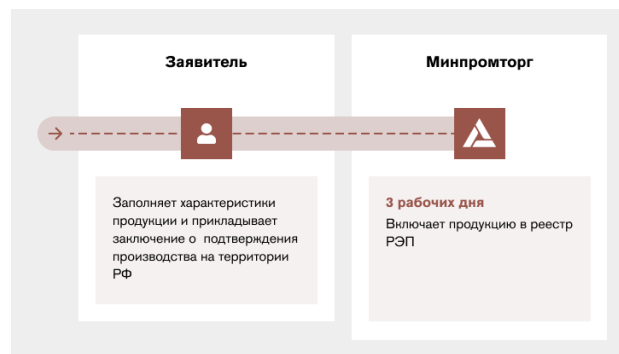 Заявитель
Заполняет характеристики
продукции и прикладывает
заключение о подтверждения
производства на территории
РФ
Минпромторг
3 рабочих дня
Включает продукцию в реестр
РЭП